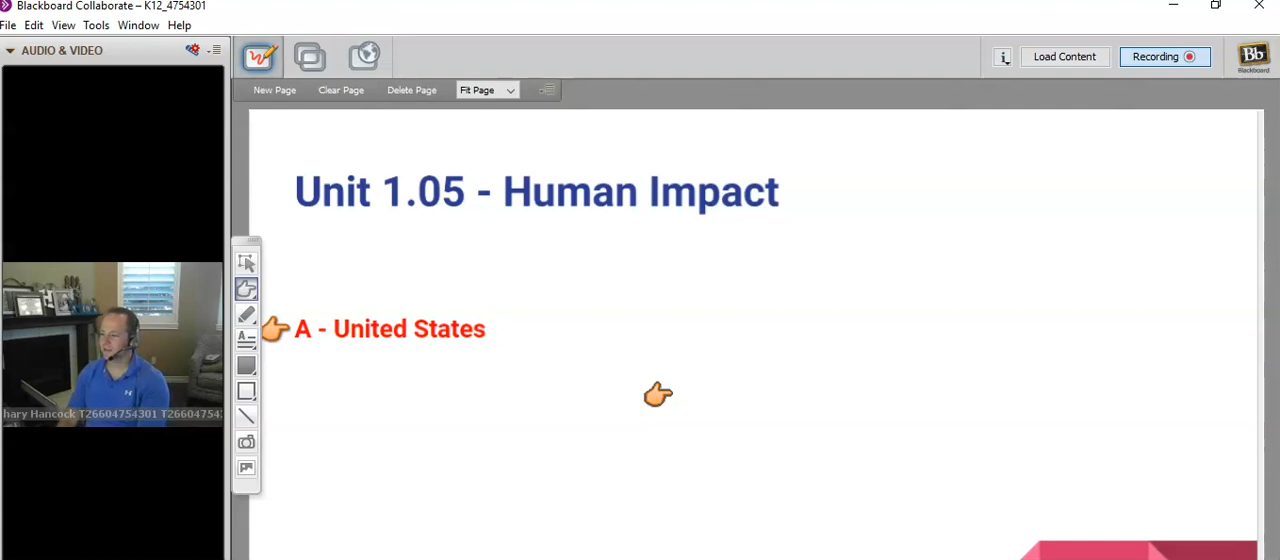 Blackboard Collaborate – K12_4754301
File Edit View Tools Window Help
AUDIO & VIDEO
Load Content
Recording
Bb
Blackboard
New Page Clear Page Delete Page Fit Page
Unit 1.05 - Human Impact
A - United States
hary Hancock T26604754301 T26604754